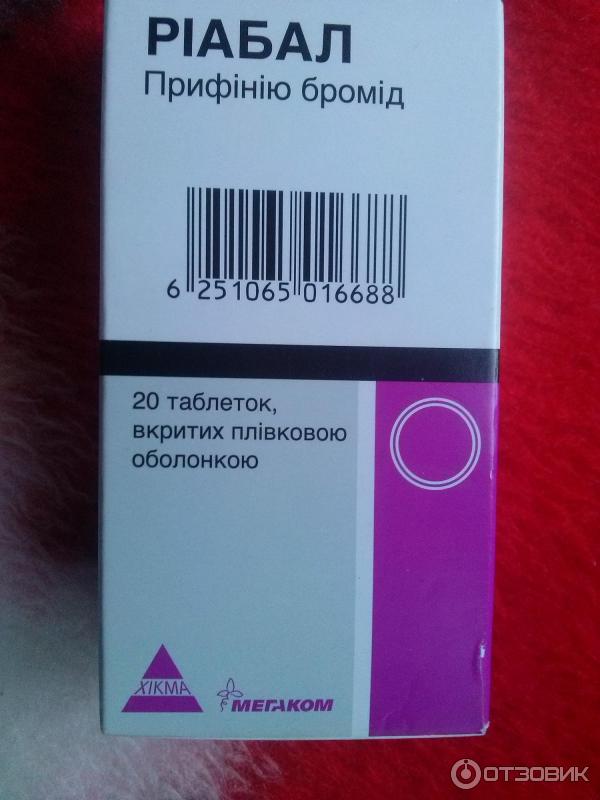 РІАБАЛ
Прифінію бромід
6 251065 016688
20 таблеток,
вкритих плівковою
оболонкою
ХІКМА
МЕГАКОМ
ОТЗОВИК